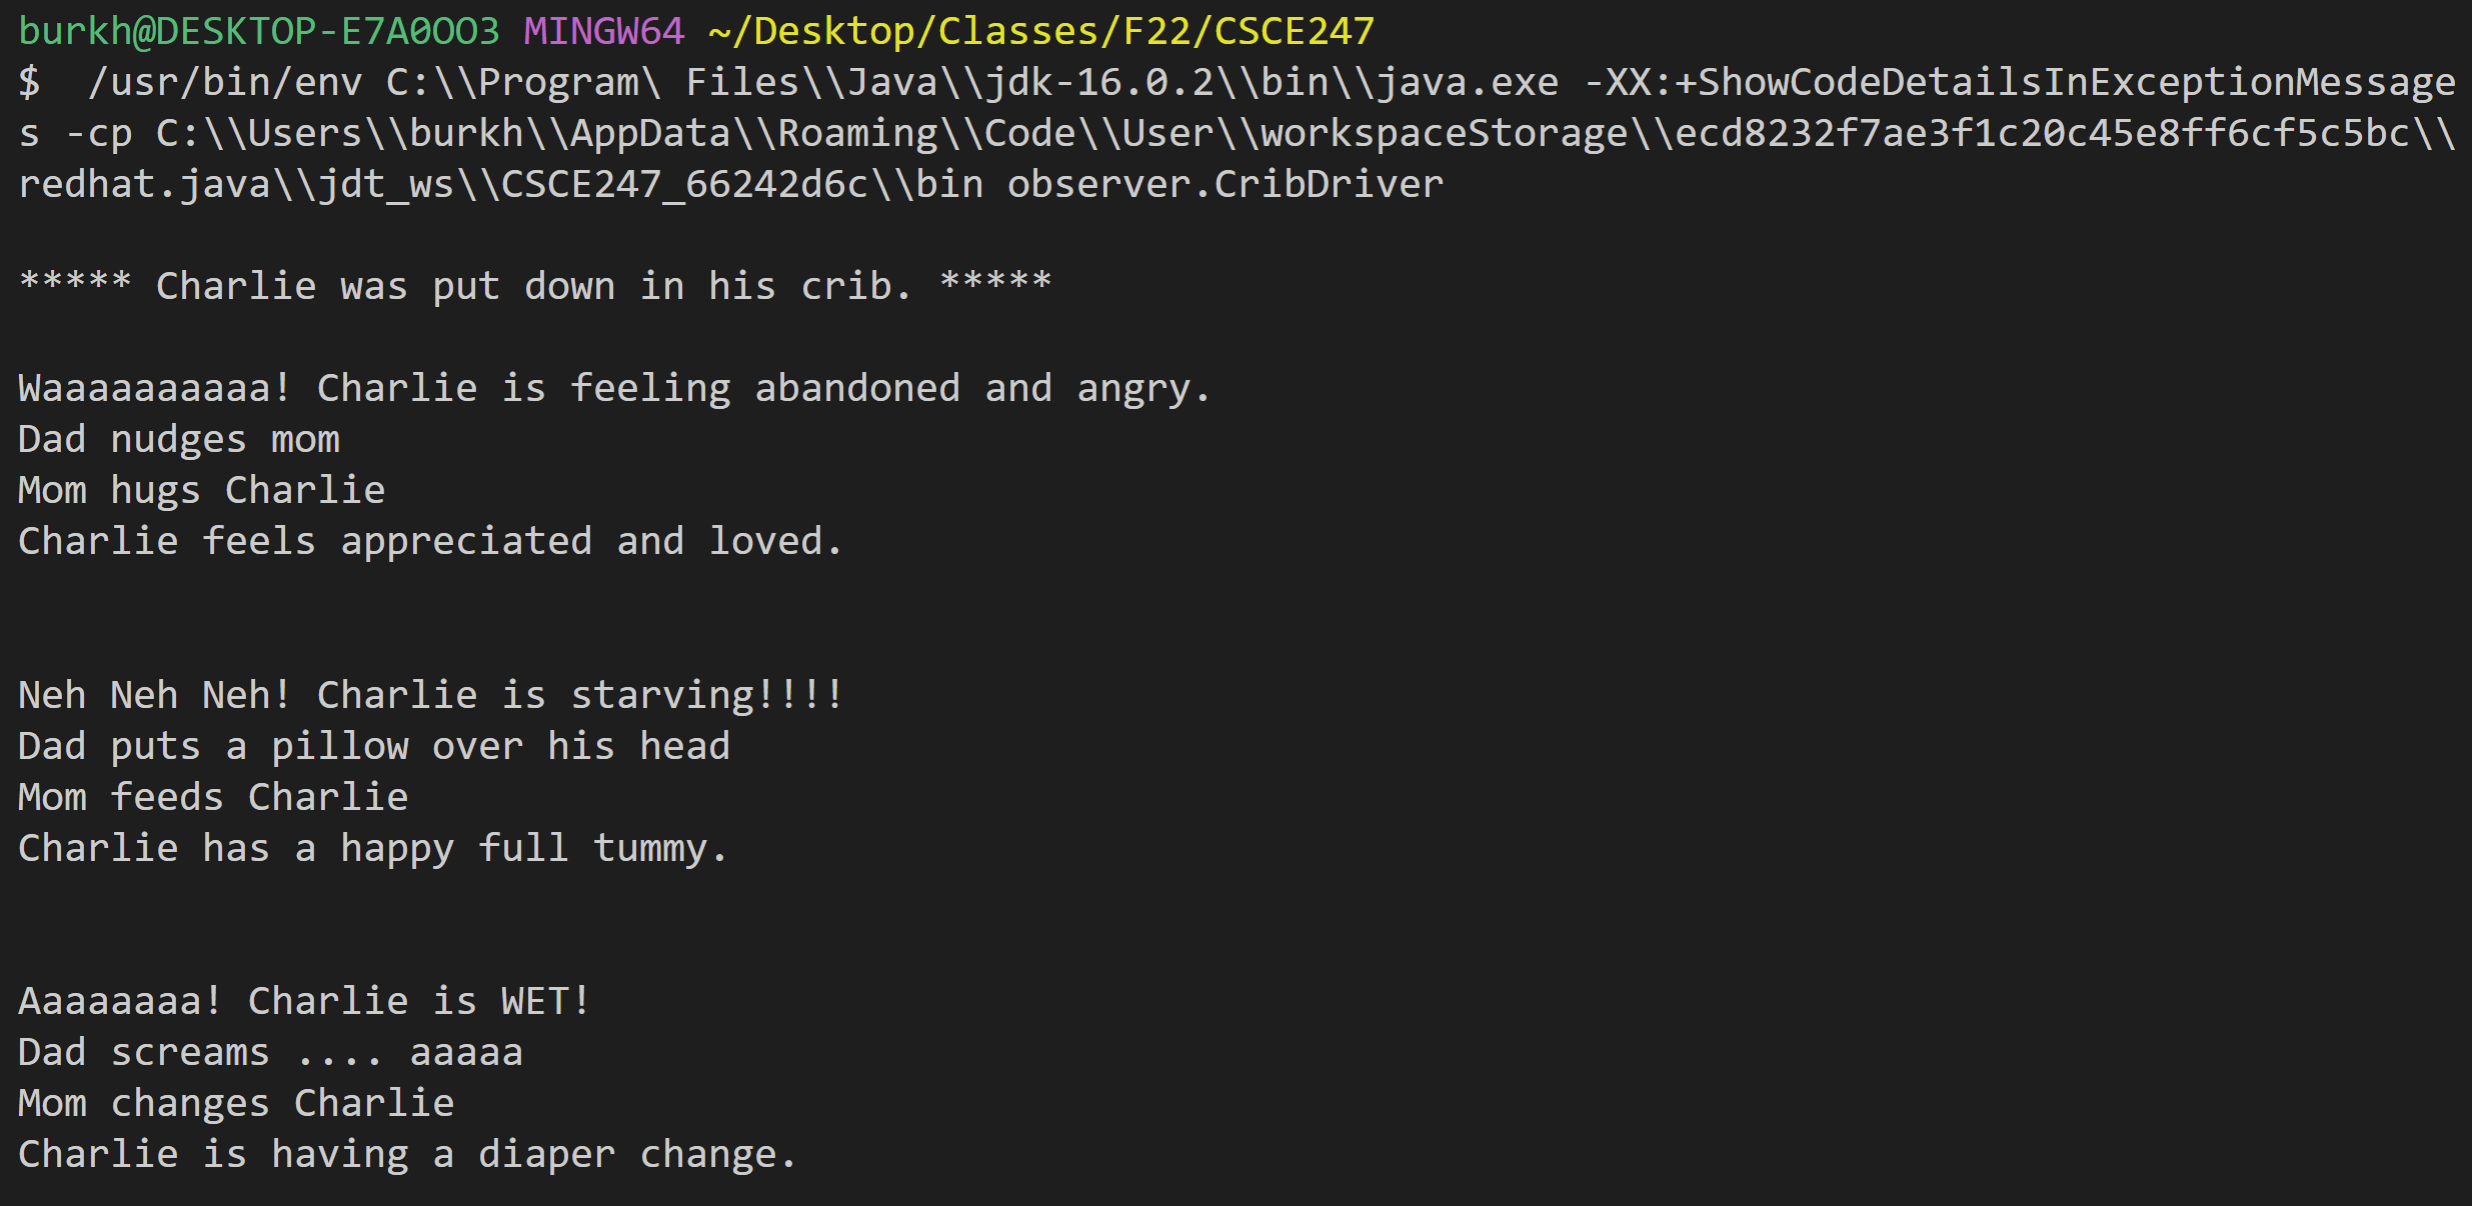 burkh@DESKTOP-E7A0OO3 MINGW64 ~/Desktop/Classes/F22/CSCE247
$  /usr/bin/env C:\\Program\ Files\\Java\\jdk-16.0.2\\bin\\java.exe -XX:+ShowCodeDetailsInExceptionMessage
s -cp C:\\Users\\burkh\\AppData\\Roaming\\Code\\User\\workspaceStorage\\ecd8232f7ae3f1c20c45e8ff6cf5c5bc\\
redhat.java\\jdt_ws\\CSCE247_66242d6c\\bin observer.CribDriver
***** Charlie was put down in his crib. *****
Waaaaaaaaaa! Charlie is feeling abandoned and angry.
Dad nudges mom
Mom hugs Charlie
Charlie feels appreciated and loved.
Neh Neh Neh! Charlie is starving!!!!
Dad puts a pillow over his head
Mom feeds Charlie
Charlie has a happy full tummy.
Aaaaaaaa! Charlie is WET!
Dad screams .... aaaaa
Mom changes Charlie
Charlie is having a diaper change.